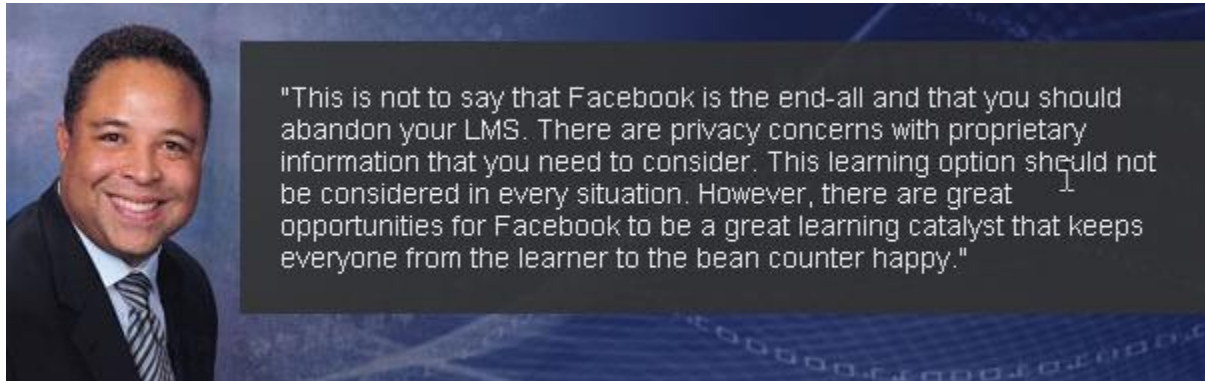 "This is not to say that Facebook is the end-all and that you should
abandon your LMS. There are privacy concerns with proprietary
information that you need to consider. This learning option should not
be considered in every situation. However, there are great
opportunities for Facebook to be a great learning catalyst that keeps
everyone from the learner to the bean counter happy."